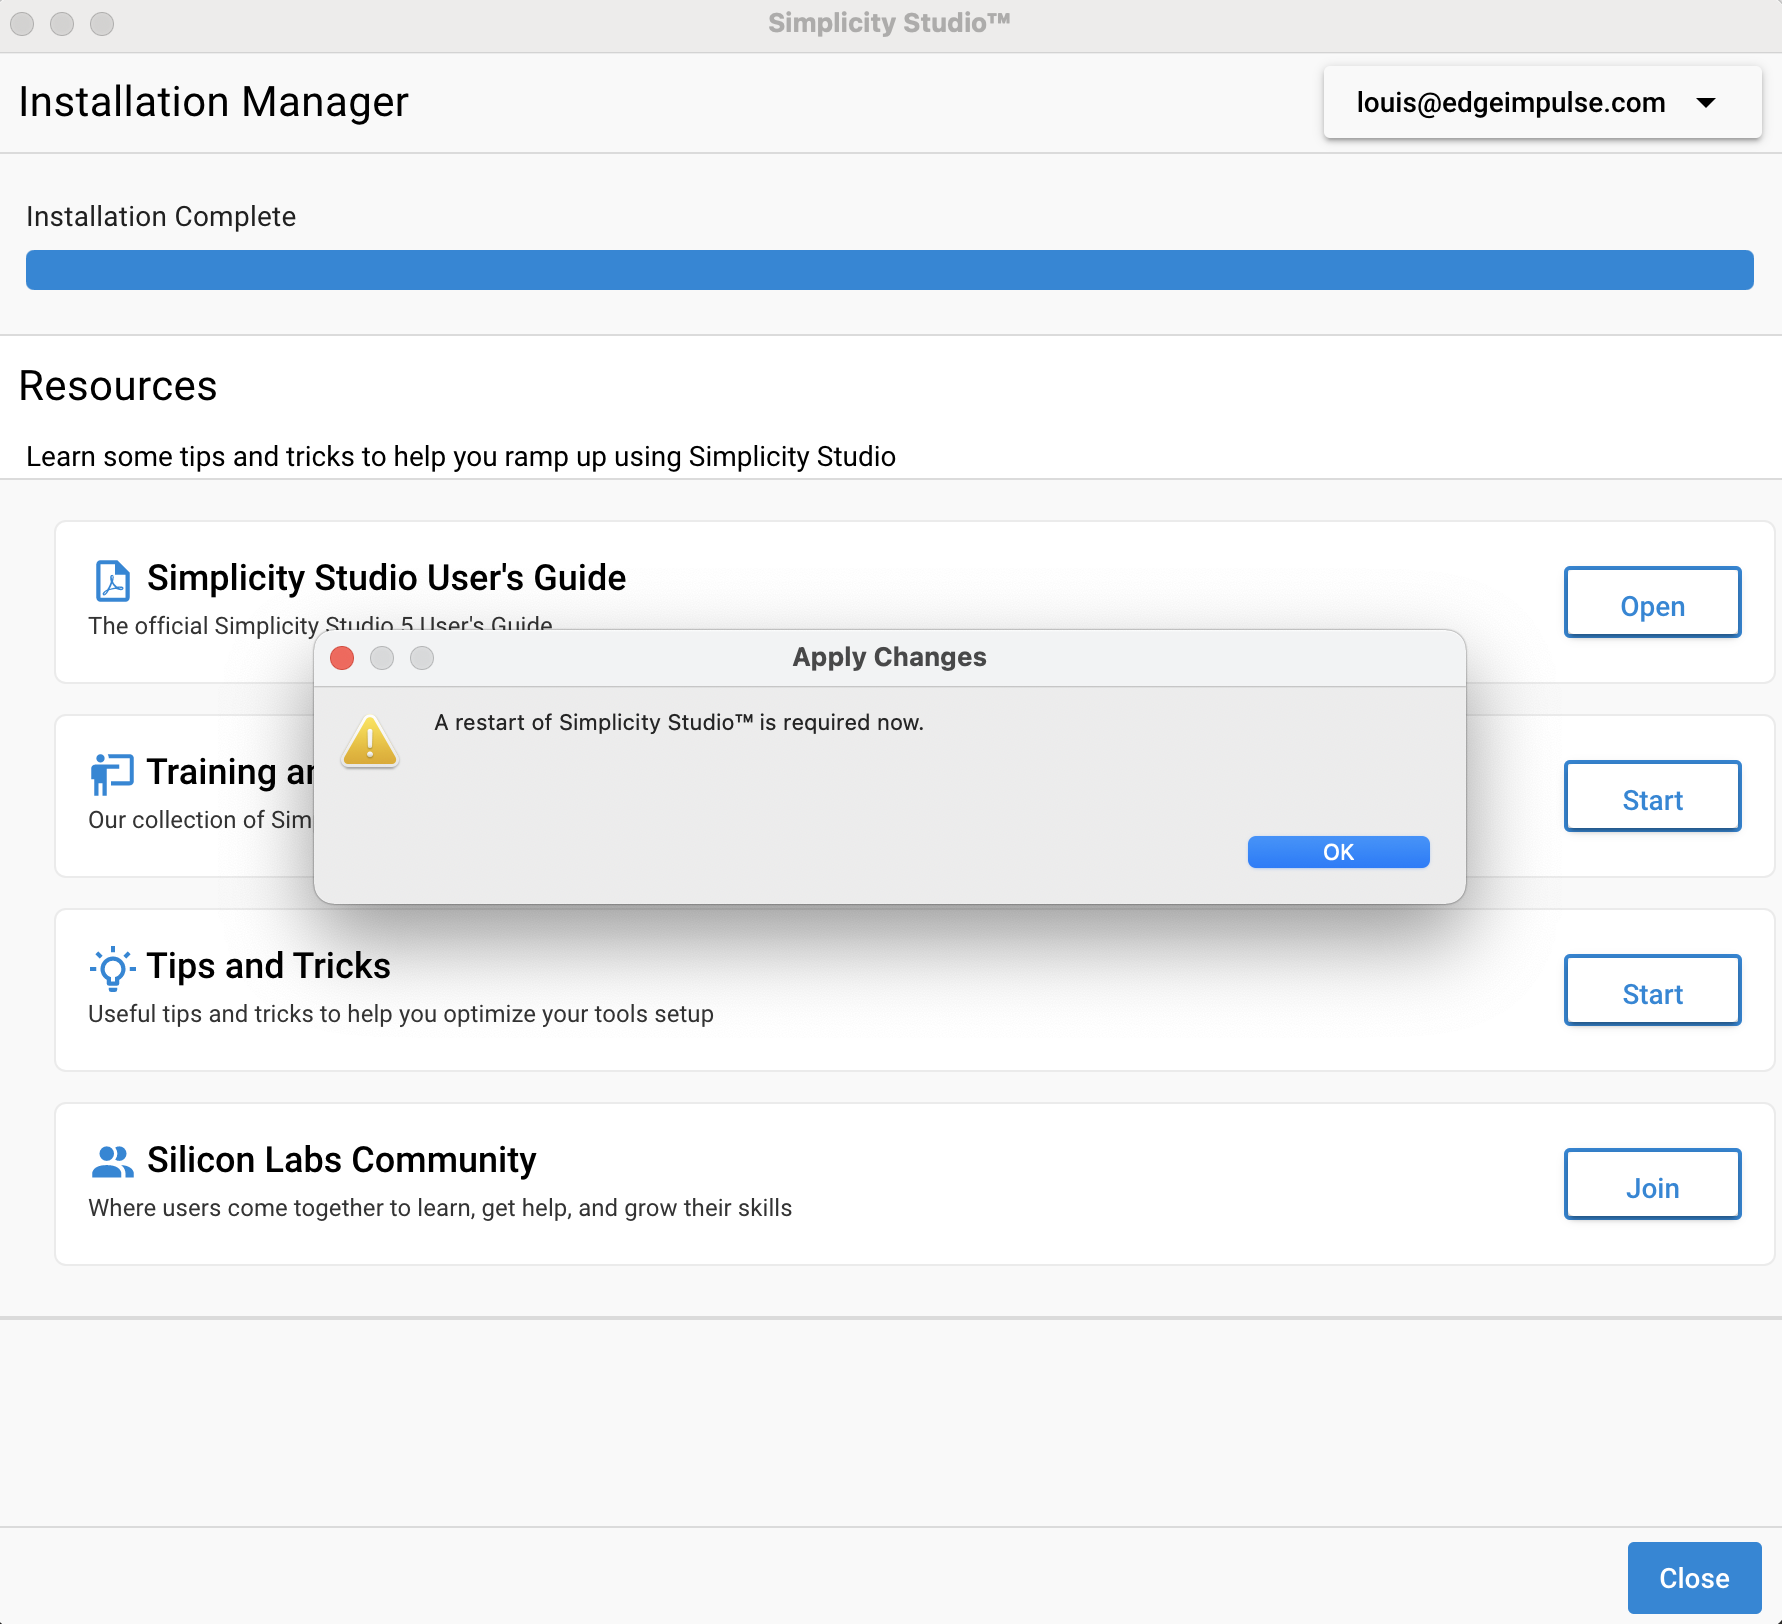 Simplicity Studio™
Installation Manager
louis@edgeimpulse.com
Installation Complete
Resources
Learn some tips and tricks to help you ramp up using Simplicity Studio
Simplicity Studio User's Guide
The official Simplicity Studio 5 User's Guide
Open
Apply Changes
A restart of Simplicity Studio™ is required now.
OK
Training
Our collection of
Start
Tips and Tricks
Useful tips and tricks to help you optimize your tools setup
Start
Silicon Labs Community
Where users come together to learn, get help, and grow their skills
Join
Close